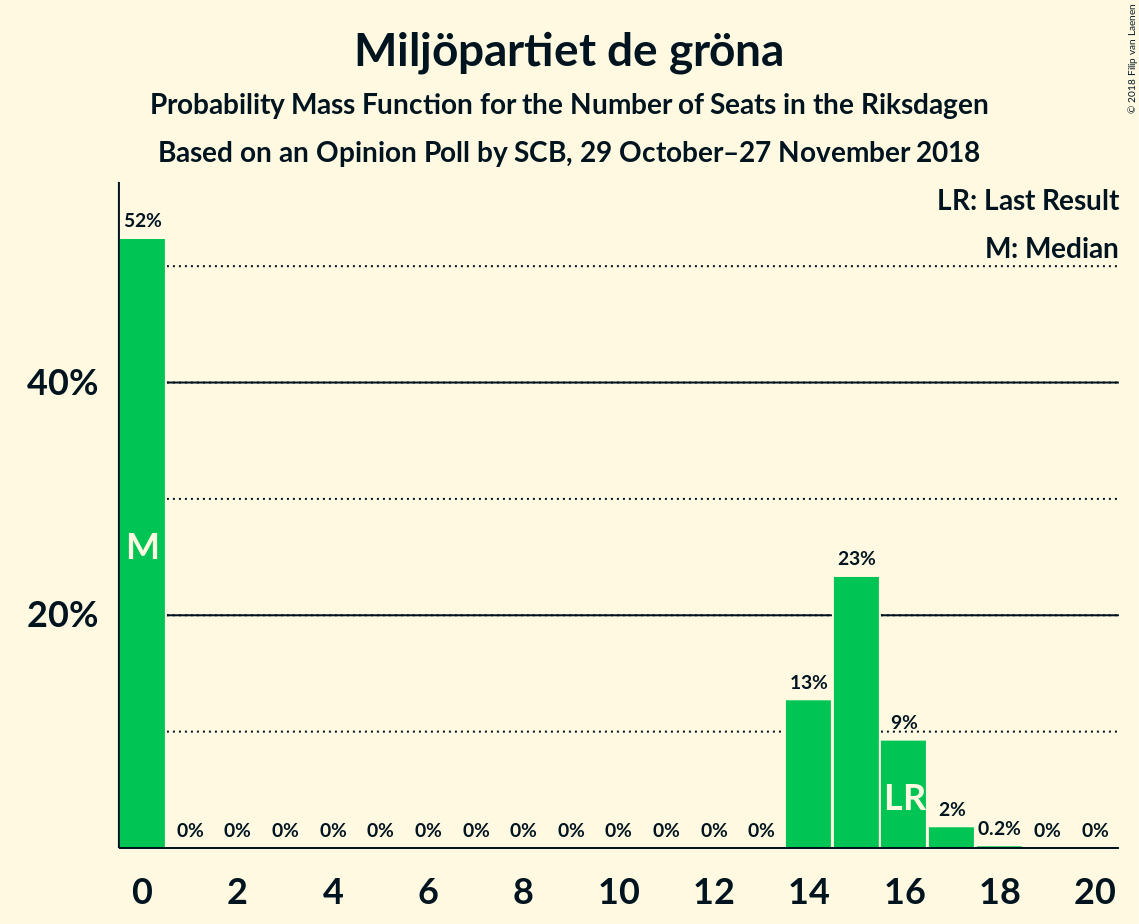 Miljöpartiet de gröna
Probability Mass Function for the Number of Seats in the Riksdagen
Based on an Opinion Poll by SCB, 29 October–27 November 2018
© 2018 Filip van Laenen
LR: Last Result
M: Median
52%
40%
M
23%
20%
13%
9%
LR
2%
0% 0% 0% 0% 0% 0% 0% 0% 0% 0% 0% 0% 0% 0.2% 0% 0%
0 2 4 6 8 10 12 14 16 18 20